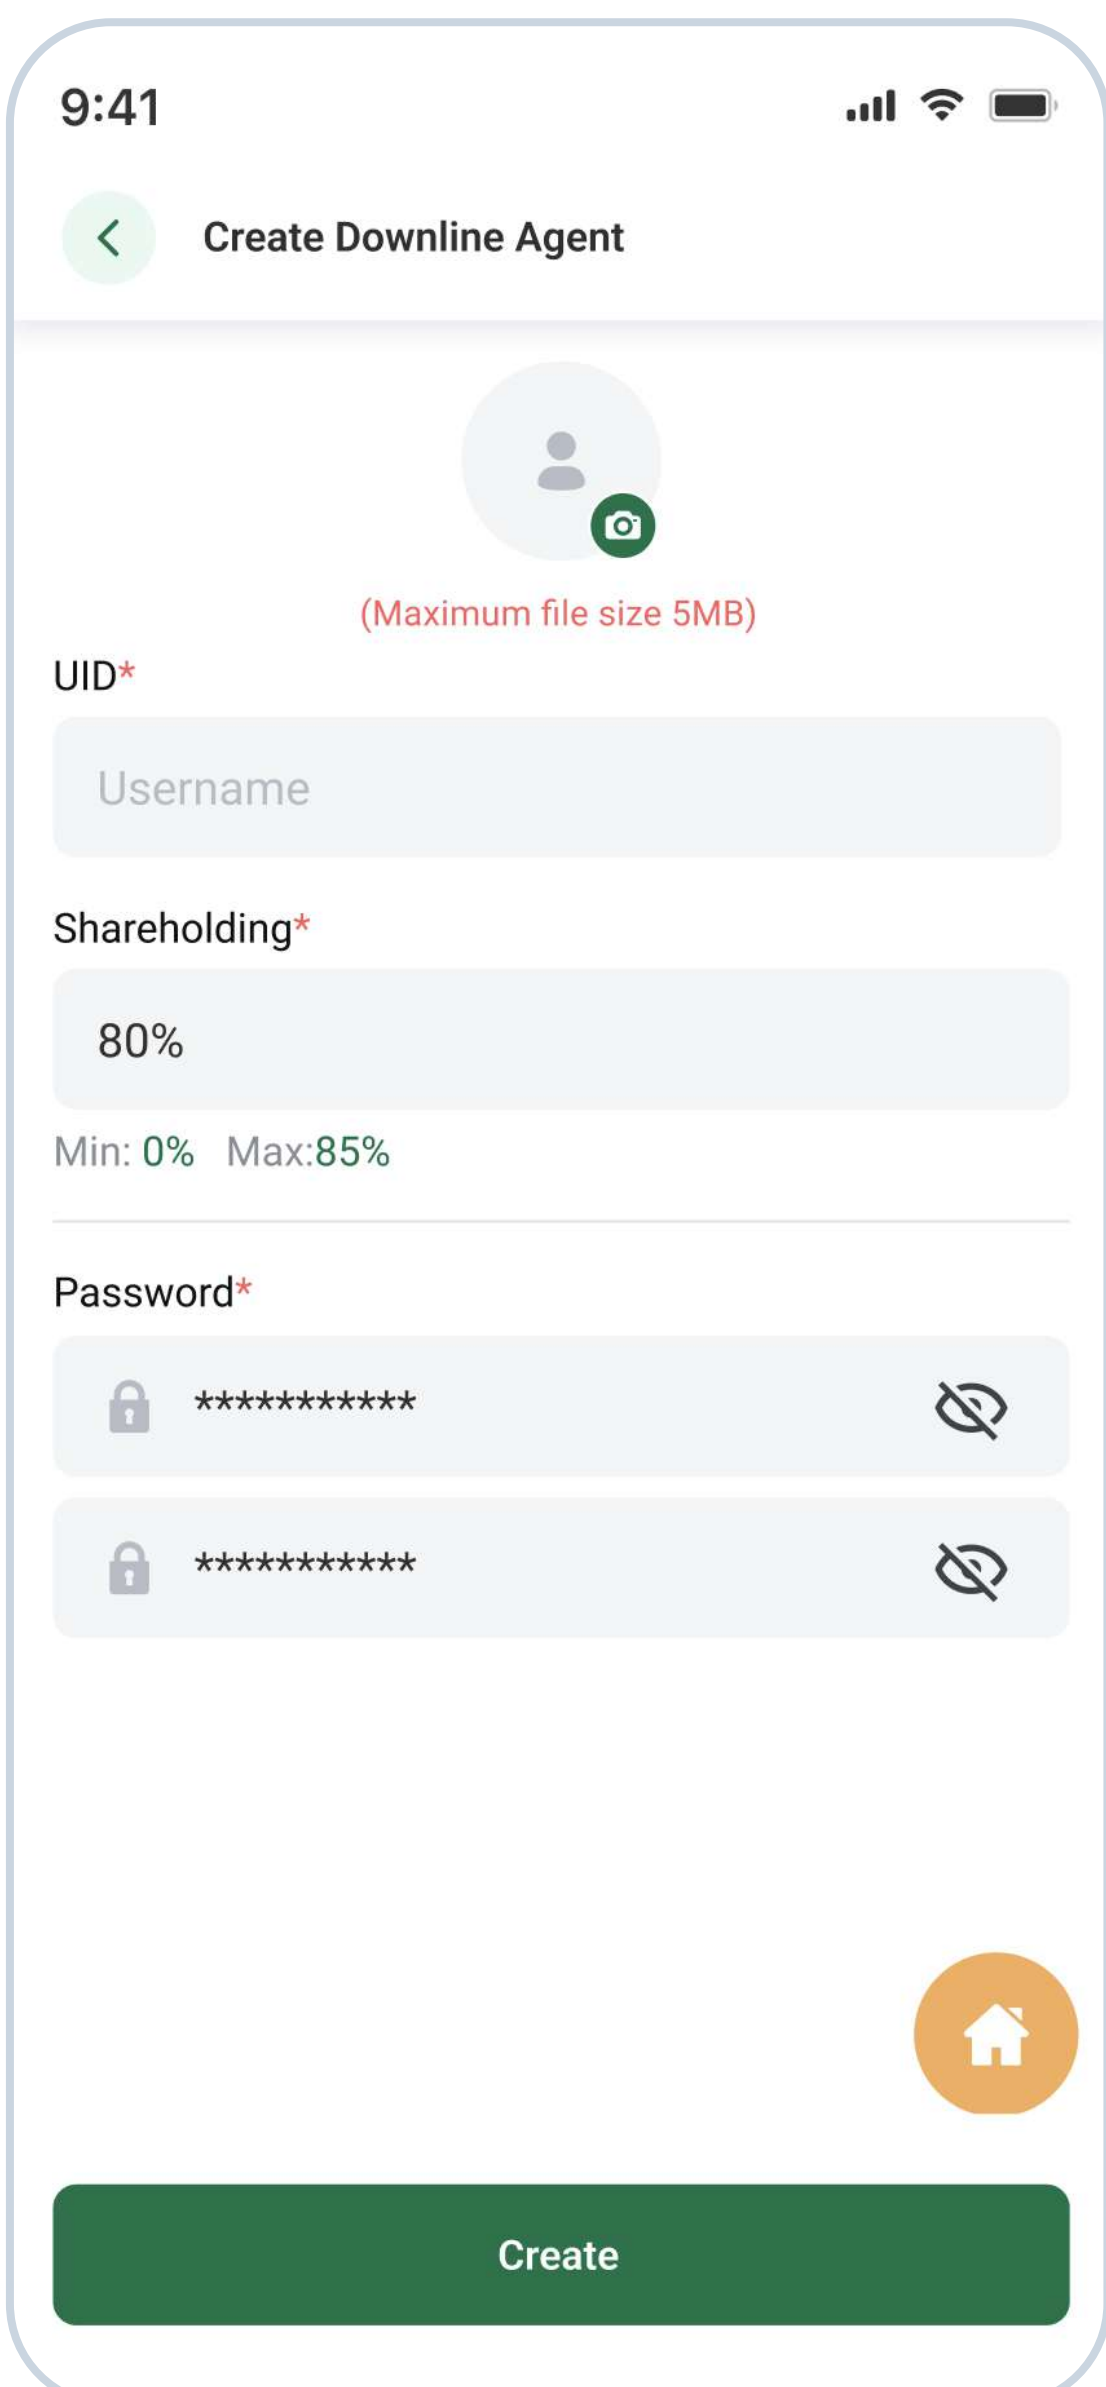 9:41
Create Downline Agent
(Maximum file size 5MB)
UID*
Username
Shareholding*
80%
Min: 0% Max:85%
Password*
***********
***********
Create